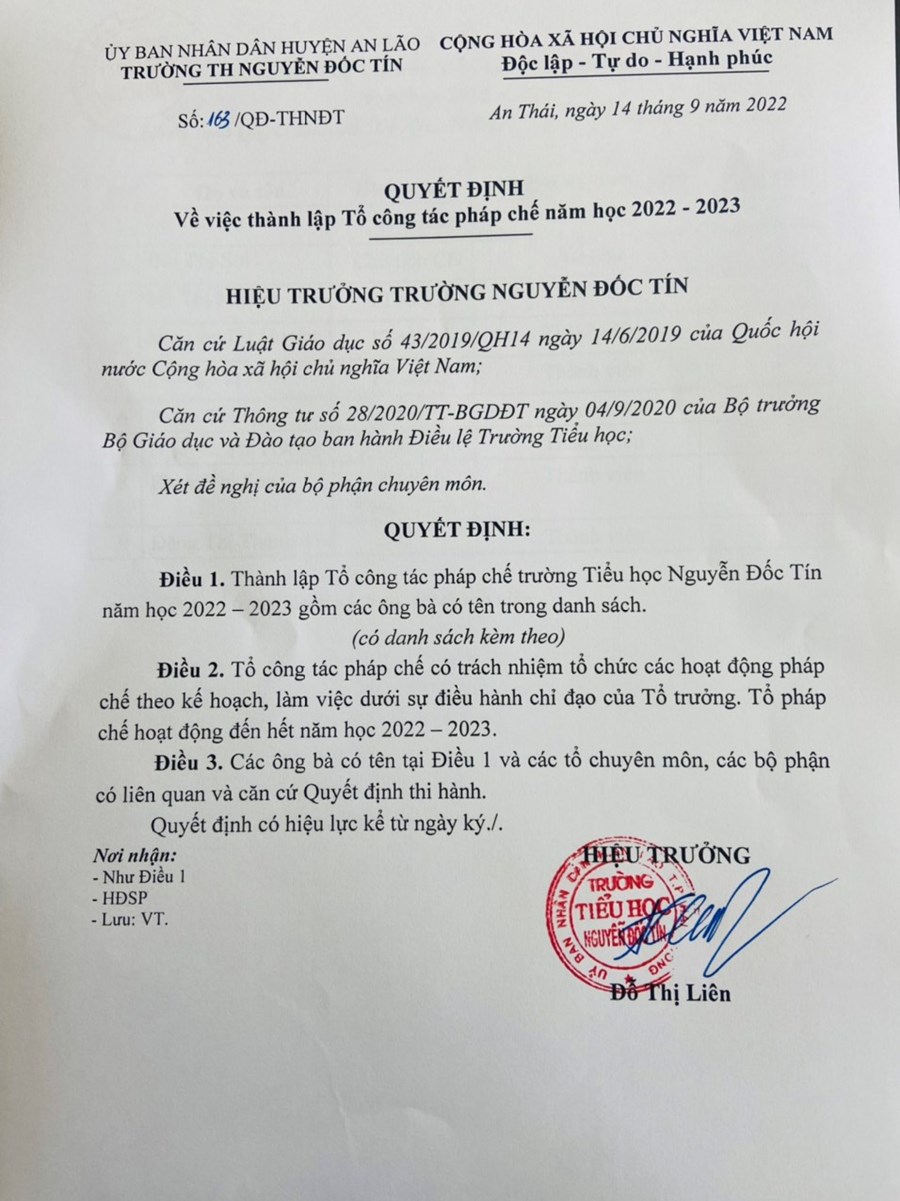 ỦY BAN NHÂN DÂN HUYỆN AN LÃO
TRƯỜNG TH NGUYỄN ĐỐC TÍN
CỘNG HÒA XÃ HỘI CHỦ NGHĨA VIỆT NAM
Độc lập - Tự do - Hạnh phúc
Số: 163 /QĐ-THNĐT
An Thái, ngày 14 tháng 9 năm 2022
QUYẾT ĐỊNH
Về việc thành lập Tổ công tác pháp chế năm học 2022 - 2023
HIỆU TRƯỞNG TRƯỜNG NGUYỄN ĐỐC TÍN
Căn cứ Luật Giáo dục số 43/2019/QH14 ngày 14/6/2019 của Quốc hội
nước Cộng hòa xã hội chủ nghĩa Việt Nam;
Căn cứ Thông tư số 28/2020/TT-BGDĐT ngày 04/9/2020 của Bộ trưởng
Bộ Giáo dục và Đào tạo ban hành Điều lệ Trường Tiểu học;
Xét đề nghị của bộ phận chuyên môn.
QUYẾT ĐỊNH:
Điều 1. Thành lập Tổ công tác pháp chế trường Tiểu học Nguyễn Đốc Tín
năm học 2022 – 2023 gồm các ông bà có tên trong danh sách.
(có danh sách kèm theo)
Điều 2. Tổ công tác pháp chế có trách nhiệm tổ chức các hoạt động pháp
chế theo kế hoạch, làm việc dưới sự điều hành chỉ đạo của Tổ trưởng. Tổ pháp
chế hoạt động đến hết năm học 2022 – 2023.
Điều 3. Các ông bà có tên tại Điều 1 và các tổ chuyên môn, các bộ phận
có liên quan và căn cứ Quyết định thi hành.
Quyết định có hiệu lực kể từ ngày ký./.
Nơi nhận:
- Như Điều 1
- HĐSP
- Lưu: VT.
HIỆU TRƯỞNG
TRƯỜNG
TIỂU HỌC
NGUYỄN ĐỐC TÍN
ỦY BAN NHÂN
Đỗ Thị Liên